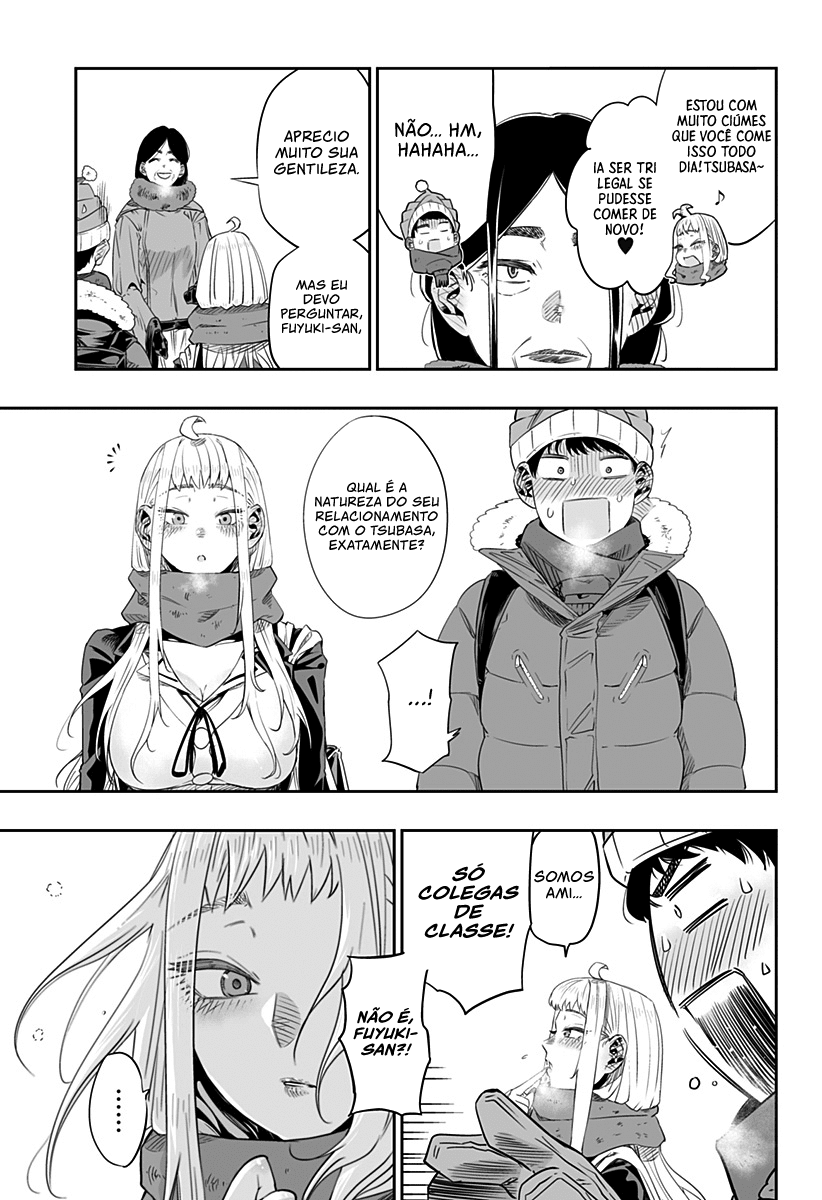 ESTOU COM
MUITO CIÚMES
QUE VOCÊ COME
ISSO TODO
DIA! TSUBASA~
IA SER TRI
LEGAL SE
PUDESSE
COMER DE
NOVO!
♥
♪
NÃO... HM,
HAHAHA...
APRECIO
MUITO SUA
GENTILEZA.
MAS EU
DEVO
PERGUNTAR,
FUYUKI-SAN,
QUAL É A
NATUREZA DO SEU
RELACIONAMENTO
COM O TSUBASA,
EXATAMENTE?
...!
SOMOS
AMI...
SÓ
COLEGAS
DE
CLASSE!
NÃO É,
FUYUKI-
SAN?!
......